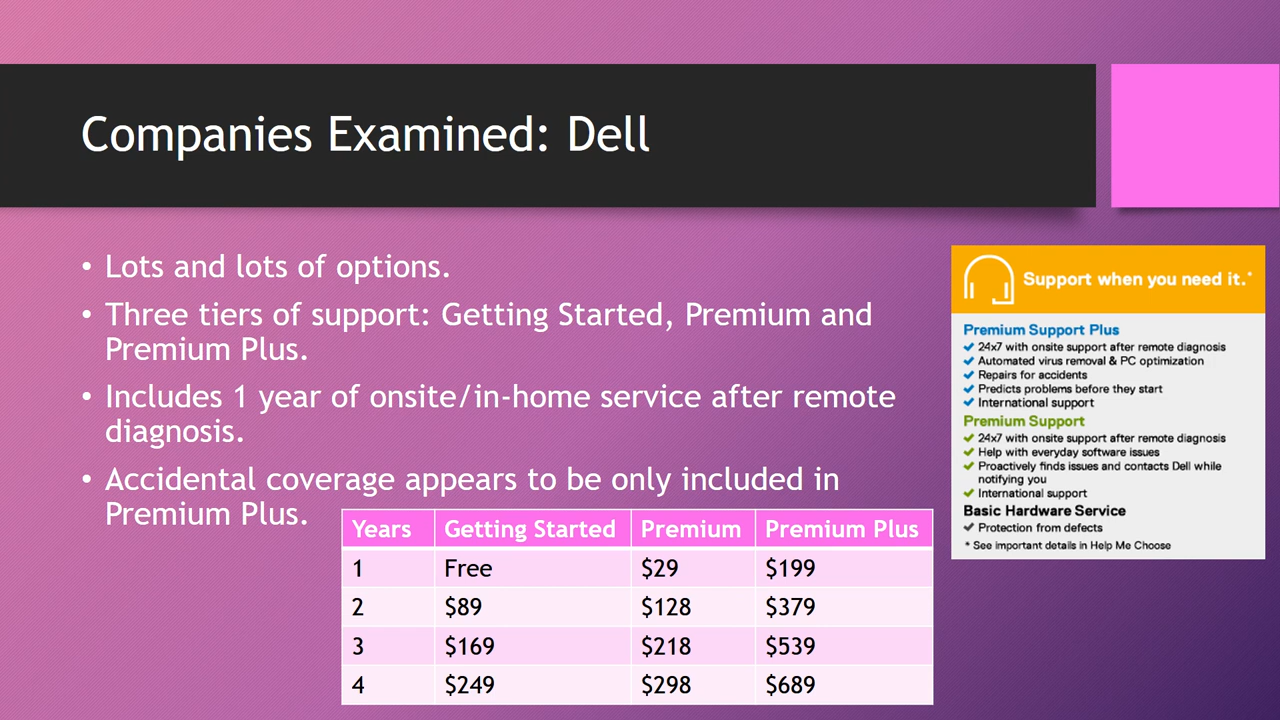 Companies Examined: Dell
• Lots and lots of options.
• Three tiers of support: Getting Started, Premium and
Premium Plus.
• Includes 1 year of onsite/in-home service after remote
diagnosis.
• Accidental coverage appears to be only included in
Premium Plus.
Years Getting Started Premium Premium Plus
1 Free $29 $199
2 $89 $128 $379
3 $169 $218 $539
4 $249 $298 $689
Support when you need it.*
Premium Support Plus
✓ 24x7 with onsite support after remote diagnosis
✓ Automated virus removal & PC optimization
✓ Repairs for accidents
✓ Predicts problems before they start
✓ International support
Premium Support
✓ 24x7 with onsite support after remote diagnosis
✓ Help with everyday software issues
✓ Proactively finds issues and contacts Dell while
notifying you
✓ International support
Basic Hardware Service
✓ Protection from defects
* See important details in Help Me Choose